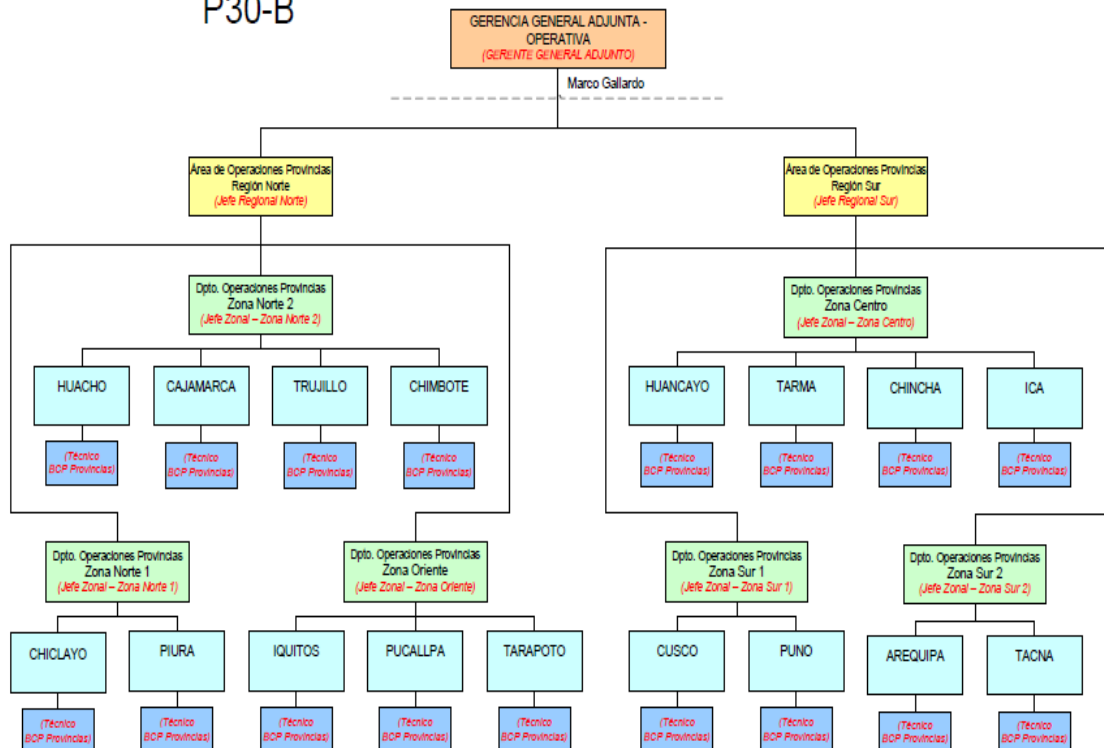 P30-B
GERENCIA GENERAL ADJUNTA -
OPERATIVA
(GERENTE GENERAL ADJUNTO)
Marco Gallardo
Área de Operaciones Provincias
Región Norte
(Jefe Regional Norte)
Área de Operaciones Provincias
Región Sur
(Jefe Regional Sur)
Dpto. Operaciones Provincias
Zona Norte 2
(Jefe Zonal – Zona Norte 2)
Dpto. Operaciones Provincias
Zona Centro
(Jefe Zonal – Zona Centro)
HUACHO
CAJAMARCA
TRUJILLO
CHIMBOTE
HUANCAYO
TARMA
CHINCHA
ICA
(Técnico
BCP Provincias)
(Técnico
BCP Provincias)
(Técnico
BCP Provincias)
(Técnico
BCP Provincias)
(Técnico
BCP Provincias)
(Técnico
BCP Provincias)
(Técnico
BCP Provincias)
(Técnico
BCP Provincias)
Dpto. Operaciones Provincias
Zona Norte 1
(Jefe Zonal – Zona Norte 1)
Dpto. Operaciones Provincias
Zona Oriente
(Jefe Zonal – Zona Oriente)
Dpto. Operaciones Provincias
Zona Sur 1
(Jefe Zonal – Zona Sur 1)
Dpto. Operaciones Provincias
Zona Sur 2
(Jefe Zonal – Zona Sur 2)
CHICLAYO
PIURA
IQUITOS
PUCALLPA
TARAPOTO
CUSCO
PUNO
AREQUIPA
TACNA
(Técnico
BCP Provincias)
(Técnico
BCP Provincias)
(Técnico
BCP Provincias)
(Técnico
BCP Provincias)
(Técnico
BCP Provincias)
(Técnico
BCP Provincias)
(Técnico
BCP Provincias)
(Técnico
BCP Provincias)
(Técnico
BCP Provincias)